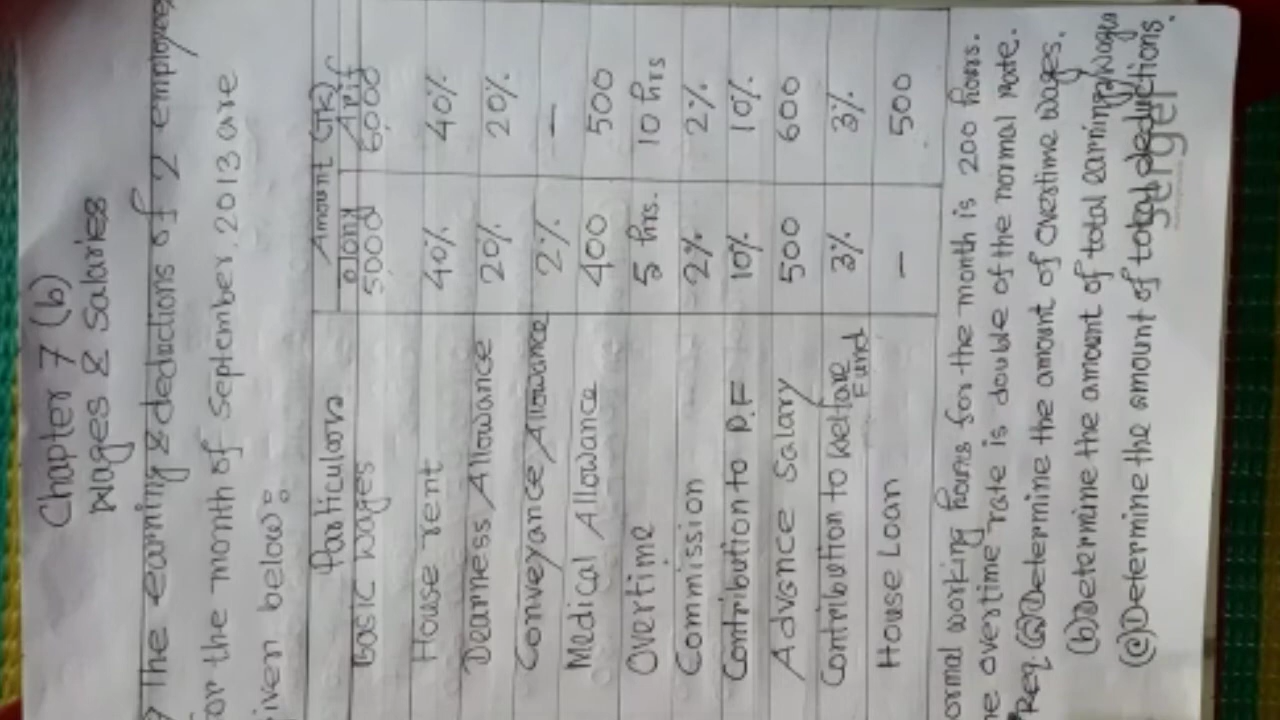 Chapter 7 (b)
Wages & Salaries
The earning & deductions of 2 employees
for the month of September, 2013 are
given below:
Particulars Amount (TK)
Polony Arif
Basic wages 5000 6000
House rent 40% 40%
Dearness Allowance 20% 20%
Conveyance Allowance 2% —
Medical Allowance 400 500
Overtime 5 hrs. 10 hrs
Commission 2% 2%
Contribution to P.F 10% 10%
Advance Salary 500 600
Contribution to welfare Fund 3% 3%
House Loan — 500
ormal working hours for the month is 200 hours.
he overtime rate is double of the normal rate.
Req (a) Determine the amount of Overtime wages.
(b) Determine the amount of total earning/wages
(c) Determine the amount of total deductions.